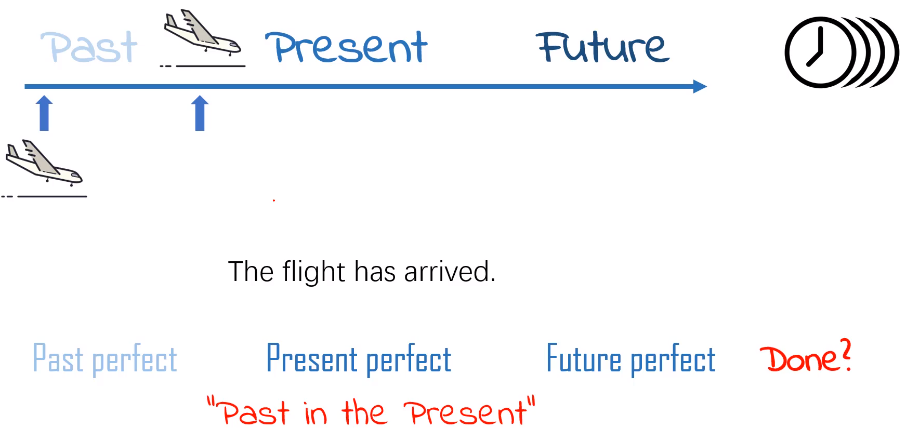 Past Present Future
The flight has arrived.
Past perfect Present perfect Future perfect Done?
"Past in the Present"